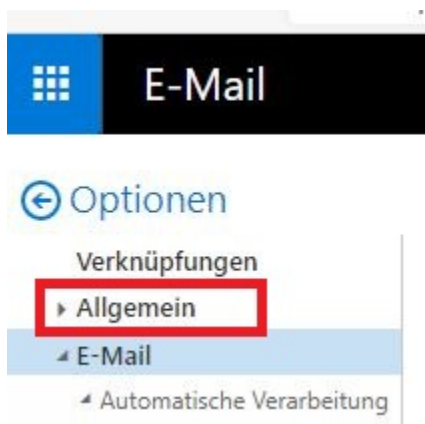 E-Mail
Optionen
Verknüpfungen
Allgemein
E-Mail
Automatische Verarbeitung